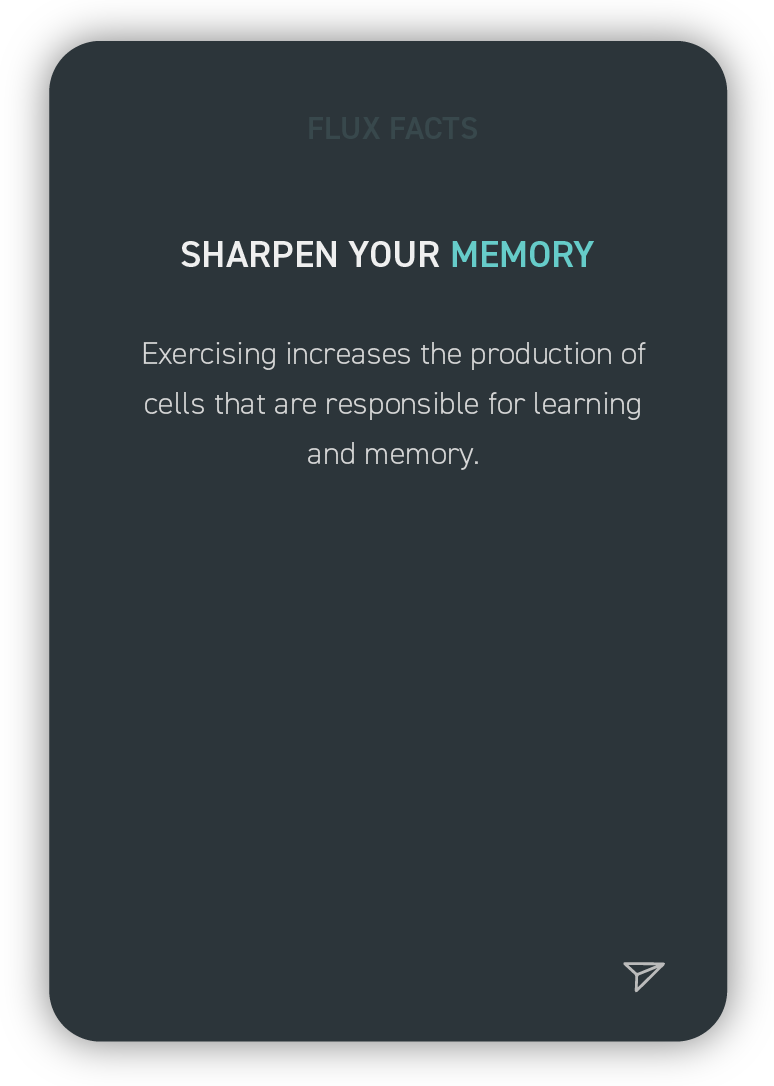 FLUX FACTS
SHARPEN YOUR MEMORY
Exercising increases the production of
cells that are responsible for learning
and memory.